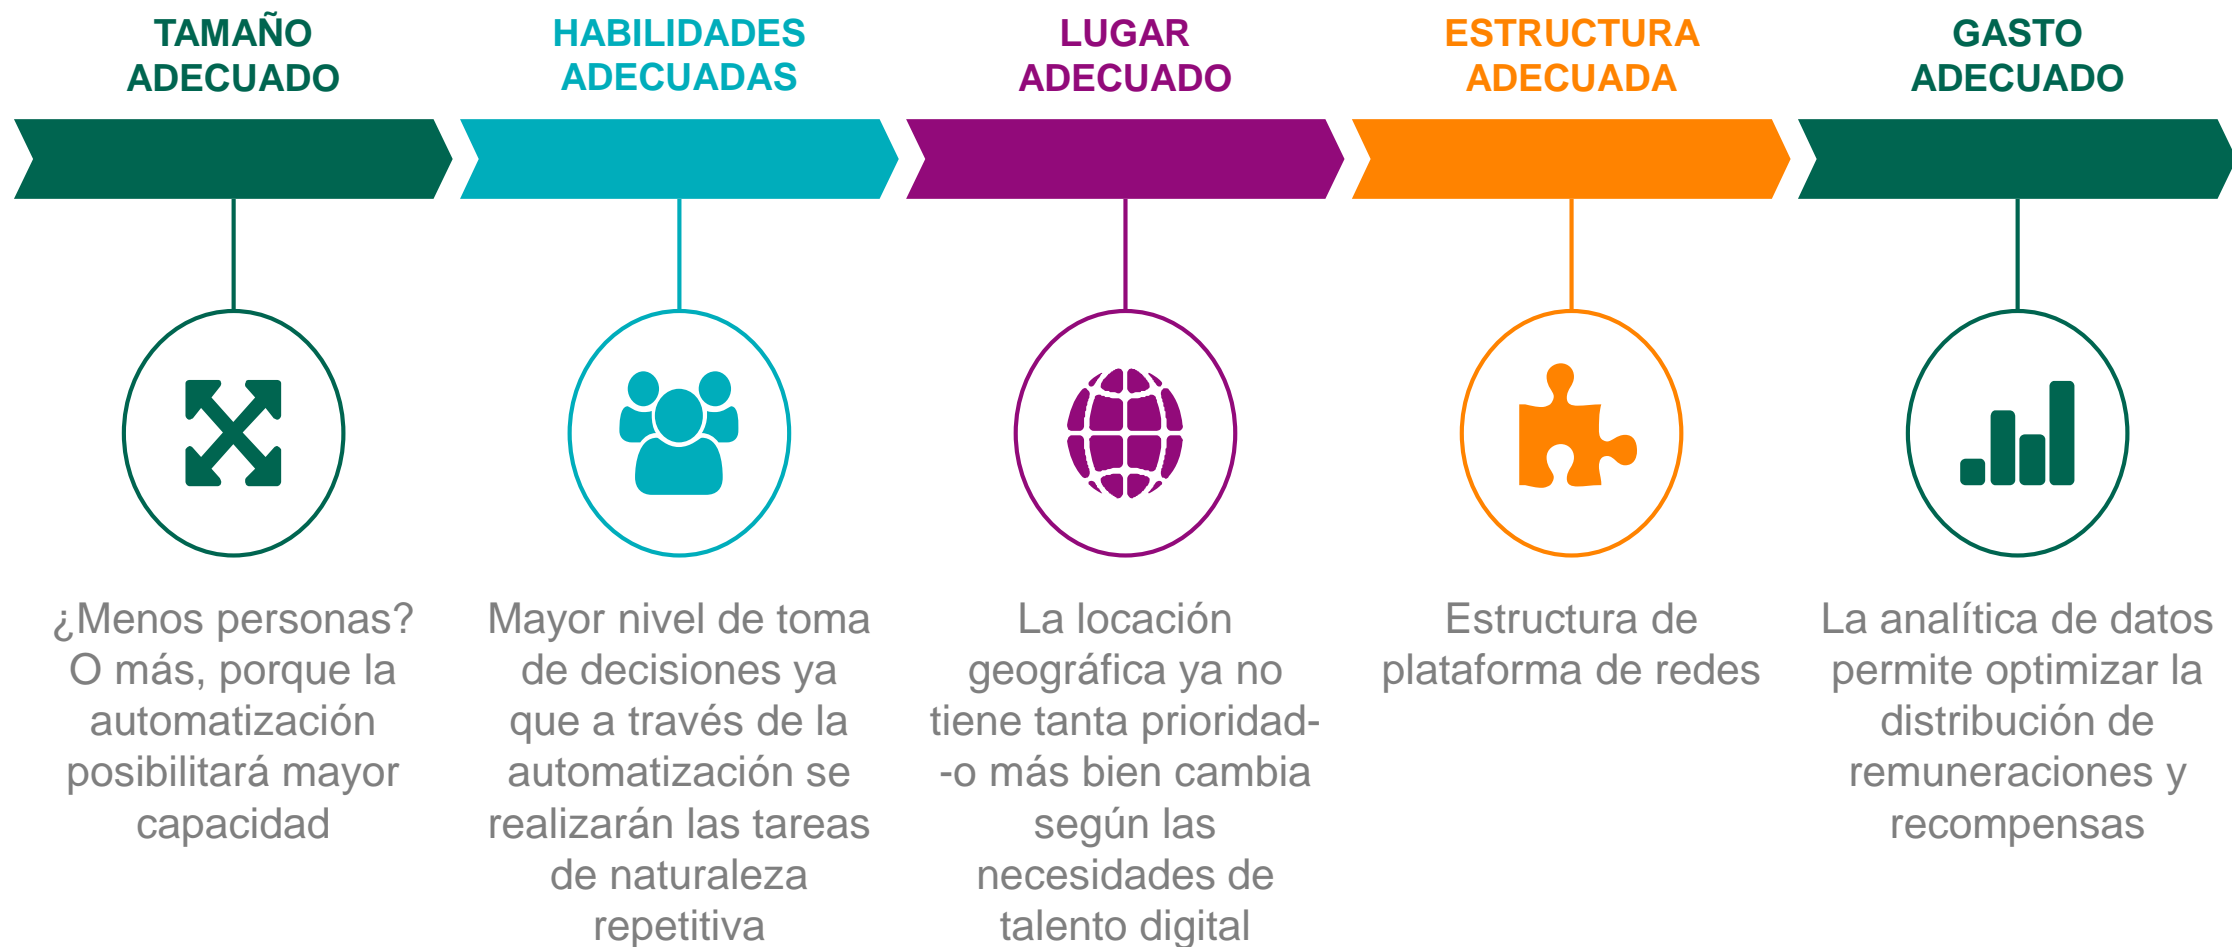 TAMAÑO
ADECUADO
HABILIDADES
ADECUADAS
LUGAR
ADECUADO
ESTRUCTURA
ADECUADA
GASTO
ADECUADO
¿Menos personas?
O más, porque la
automatización
posibilitará mayor
capacidad
Mayor nivel de toma
de decisiones ya
que a través de la
automatización se
realizarán las tareas
de naturaleza
repetitiva
La locación
geográfica ya no
tiene tanta prioridad-
-o más bien cambia
según las
necesidades de
talento digital
Estructura de
plataforma de redes
La analítica de datos
permite optimizar la
distribución de
remuneraciones y
recompensas